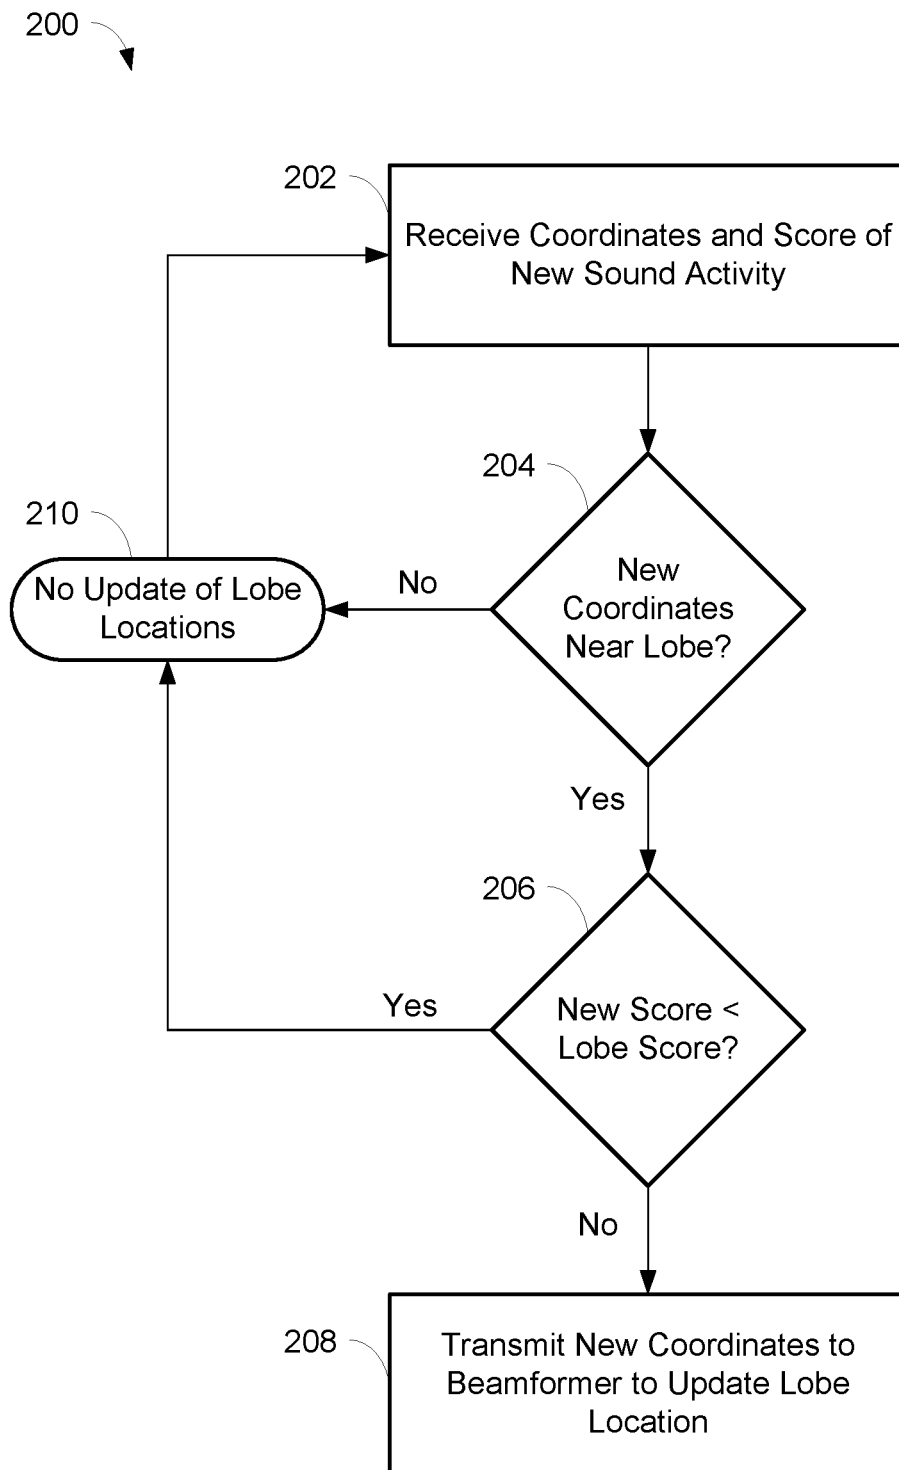 200
202
Receive Coordinates and Score of
New Sound Activity
204
New
Coordinates
Near Lobe?
No
210
No Update of Lobe
Locations
Yes
206
New Score <
Lobe Score?
Yes
No
208
Transmit New Coordinates to
Beamformer to Update Lobe
Location